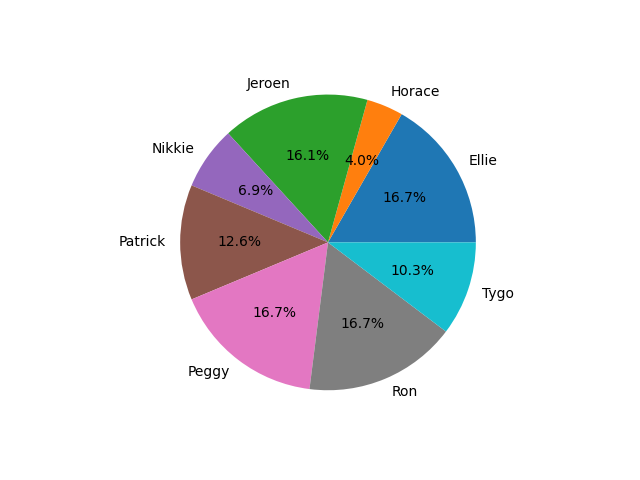 Jeroen
Horace
Nikkie
Ellie
16.1%
4.0%
6.9%
16.7%
Patrick
12.6%
10.3%
Tygo
16.7%
16.7%
Peggy
Ron